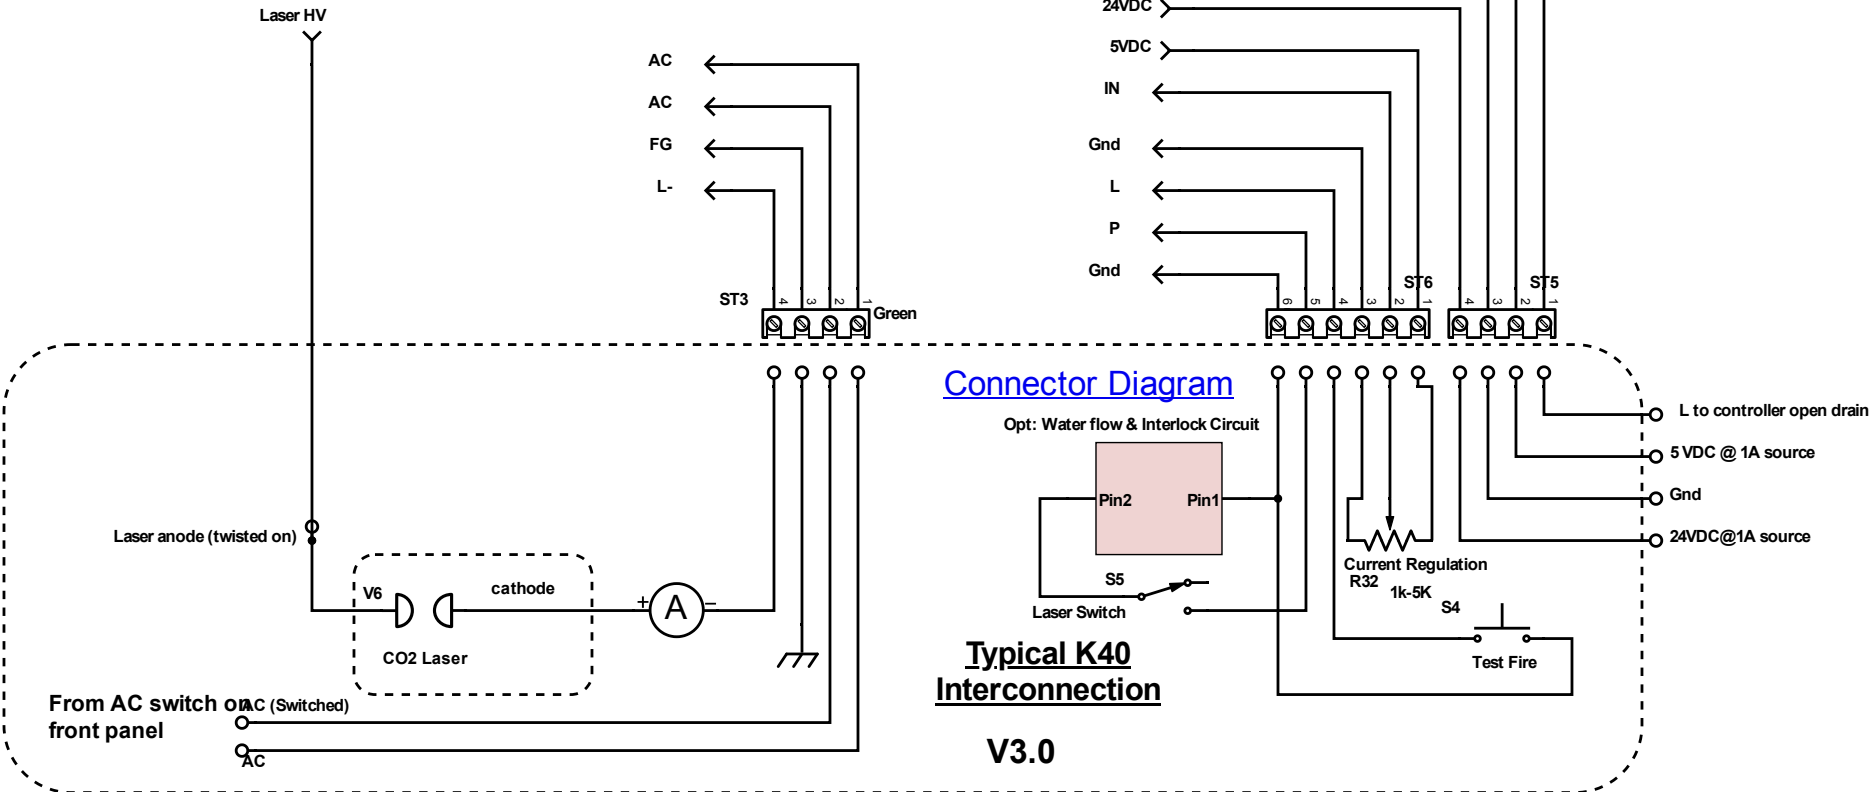 Laser HV
24VDC
5VDC
AC
AC
FG
L-
IN
Gnd
L
P
Gnd
ST3
4 3 2 1
Green
ST6
6 5 4 3 2 1
ST5
4 3 2 1
Connector Diagram
Opt: Water flow & Interlock Circuit
Pin2 Pin1
L to controller open drain
5 VDC @ 1A source
Gnd
24VDC@1A source
Laser anode (twisted on)
V6
cathode
+ A −
CO2 Laser
S5
Laser Switch
Current Regulation
R32
1k-5K
S4
Test Fire
Typical K40
Interconnection
V3.0
From AC switch on
front panel
AC (Switched)
AC